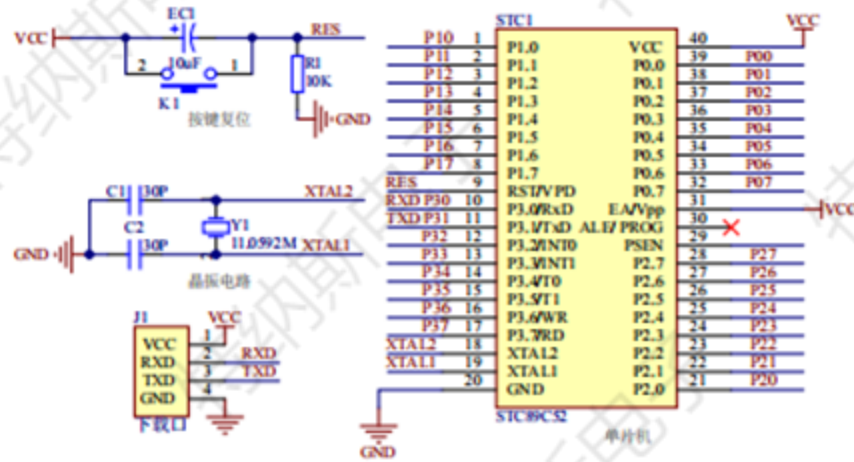 EC1
VCC
RES
10uF
2
1
K1
R1
10K
GND
按键复位
C1
30P
XTAL2
C2
30P
Y1
11.0592M
XTAL1
GND
晶振电路
J1
VCC
VCC 1
RXD 2 RXD
TXD 3 TXD
GND 4
下载口
STC1
VCC
P10 1 P1.0 VCC 40
P11 2 P1.1 P0.0 39 P00
P12 3 P1.2 P0.1 38 P01
P13 4 P1.3 P0.2 37 P02
P14 5 P1.4 P0.3 36 P03
P15 6 P1.5 P0.4 35 P04
P16 7 P1.6 P0.5 34 P05
P17 8 P1.7 P0.6 33 P06
RES 9 RST/VPD P0.7 32 P07
RXD P30 10 P3.0/RxD EA/Vpp 31 VCC
TXD P31 11 P3.1/TxD ALE/PROG 30
P32 12 P3.2/INT0 PSEN 29
P33 13 P3.3/INT1 P2.7 28 P27
P34 14 P3.4/T0 P2.6 27 P26
P35 15 P3.5/T1 P2.5 26 P25
P36 16 P3.6/WR P2.4 25 P24
P37 17 P3.7/RD P2.3 24 P23
XTAL2 18 XTAL2 P2.2 23 P22
XTAL1 19 XTAL1 P2.1 22 P21
20 GND P2.0 21 P20
STC89C52
GND
单片机